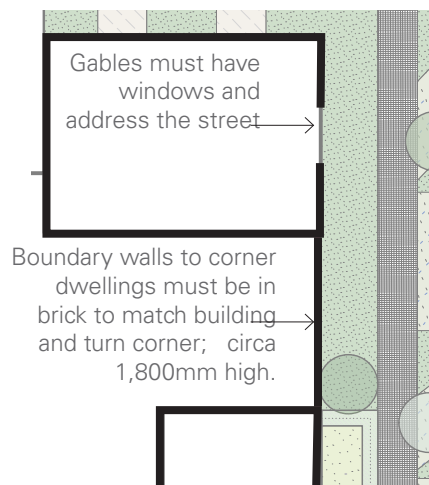 Gables must have
windows and
address the street
Boundary walls to corner
dwellings must be in
brick to match building
and turn corner; circa
1,800mm high.